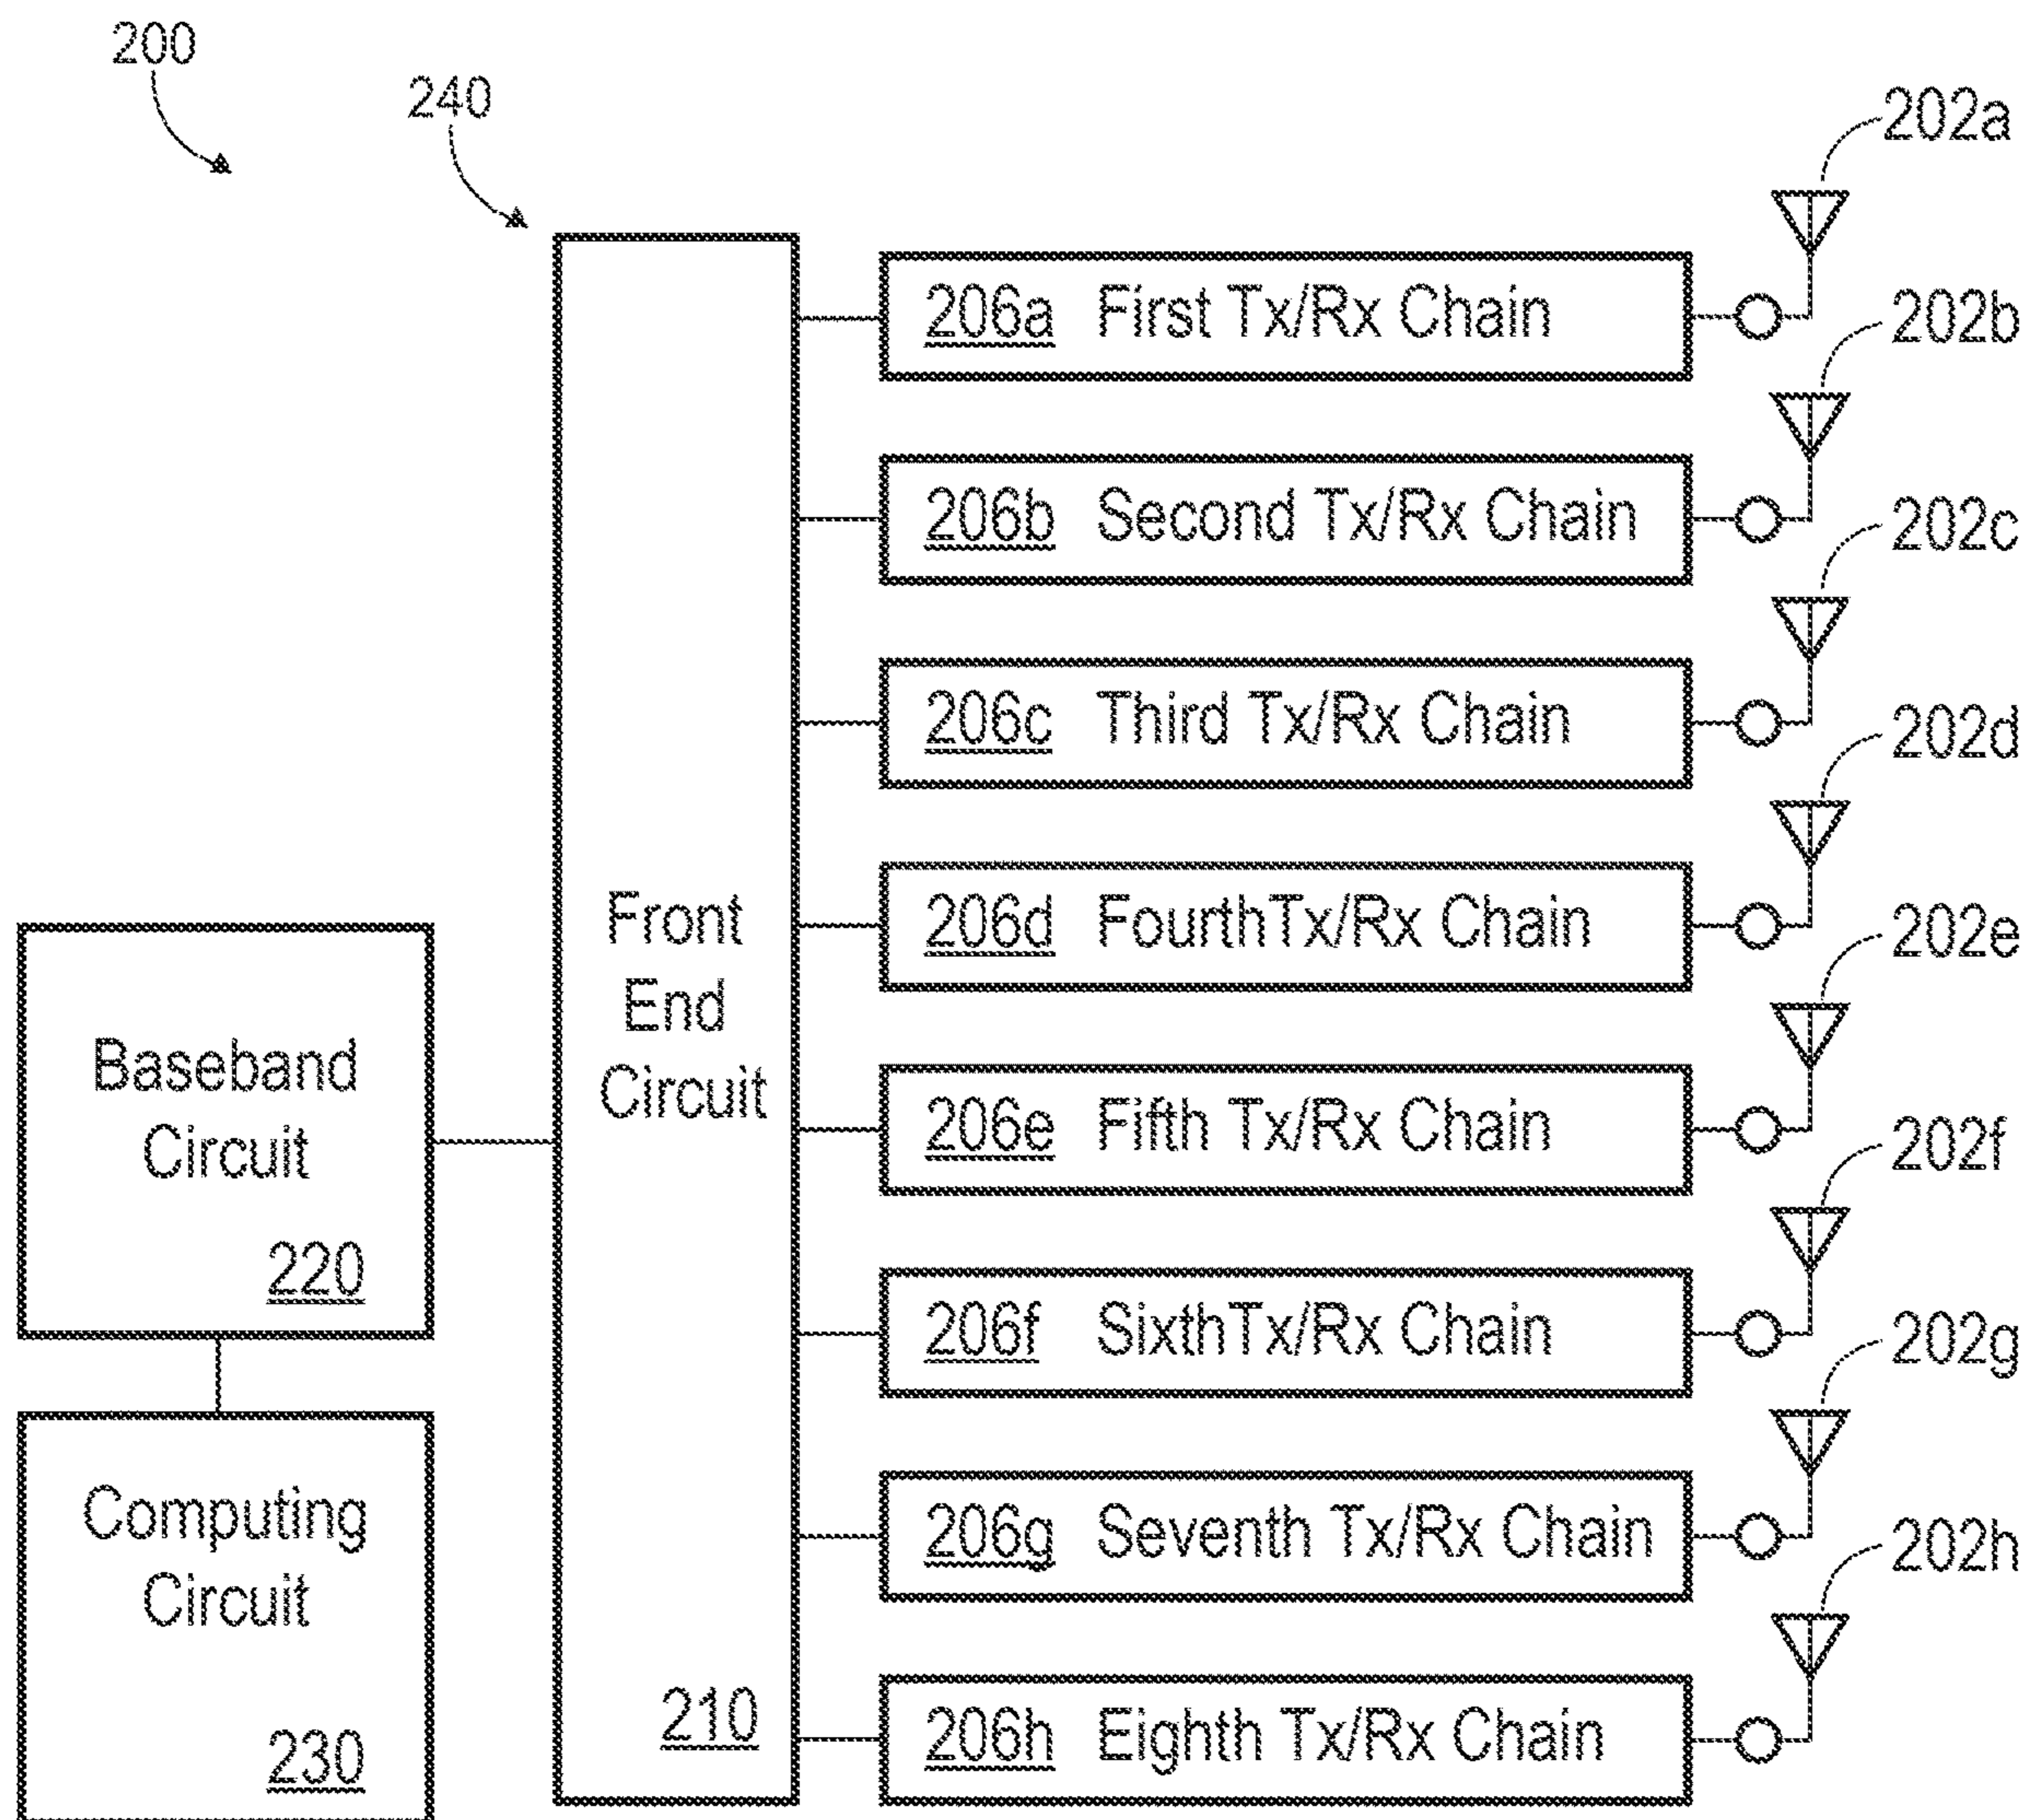 200
240
202a
206a First Tx/Rx Chain
202b
206b Second Tx/Rx Chain
202c
206c Third Tx/Rx Chain
202d
206d FourthTx/Rx Chain
202e
206e Fifth Tx/Rx Chain
202f
206f SixthTx/Rx Chain
202g
206g Seventh Tx/Rx Chain
202h
206h Eighth Tx/Rx Chain
Front
End
Circuit
210
Baseband
Circuit
220
Computing
Circuit
230